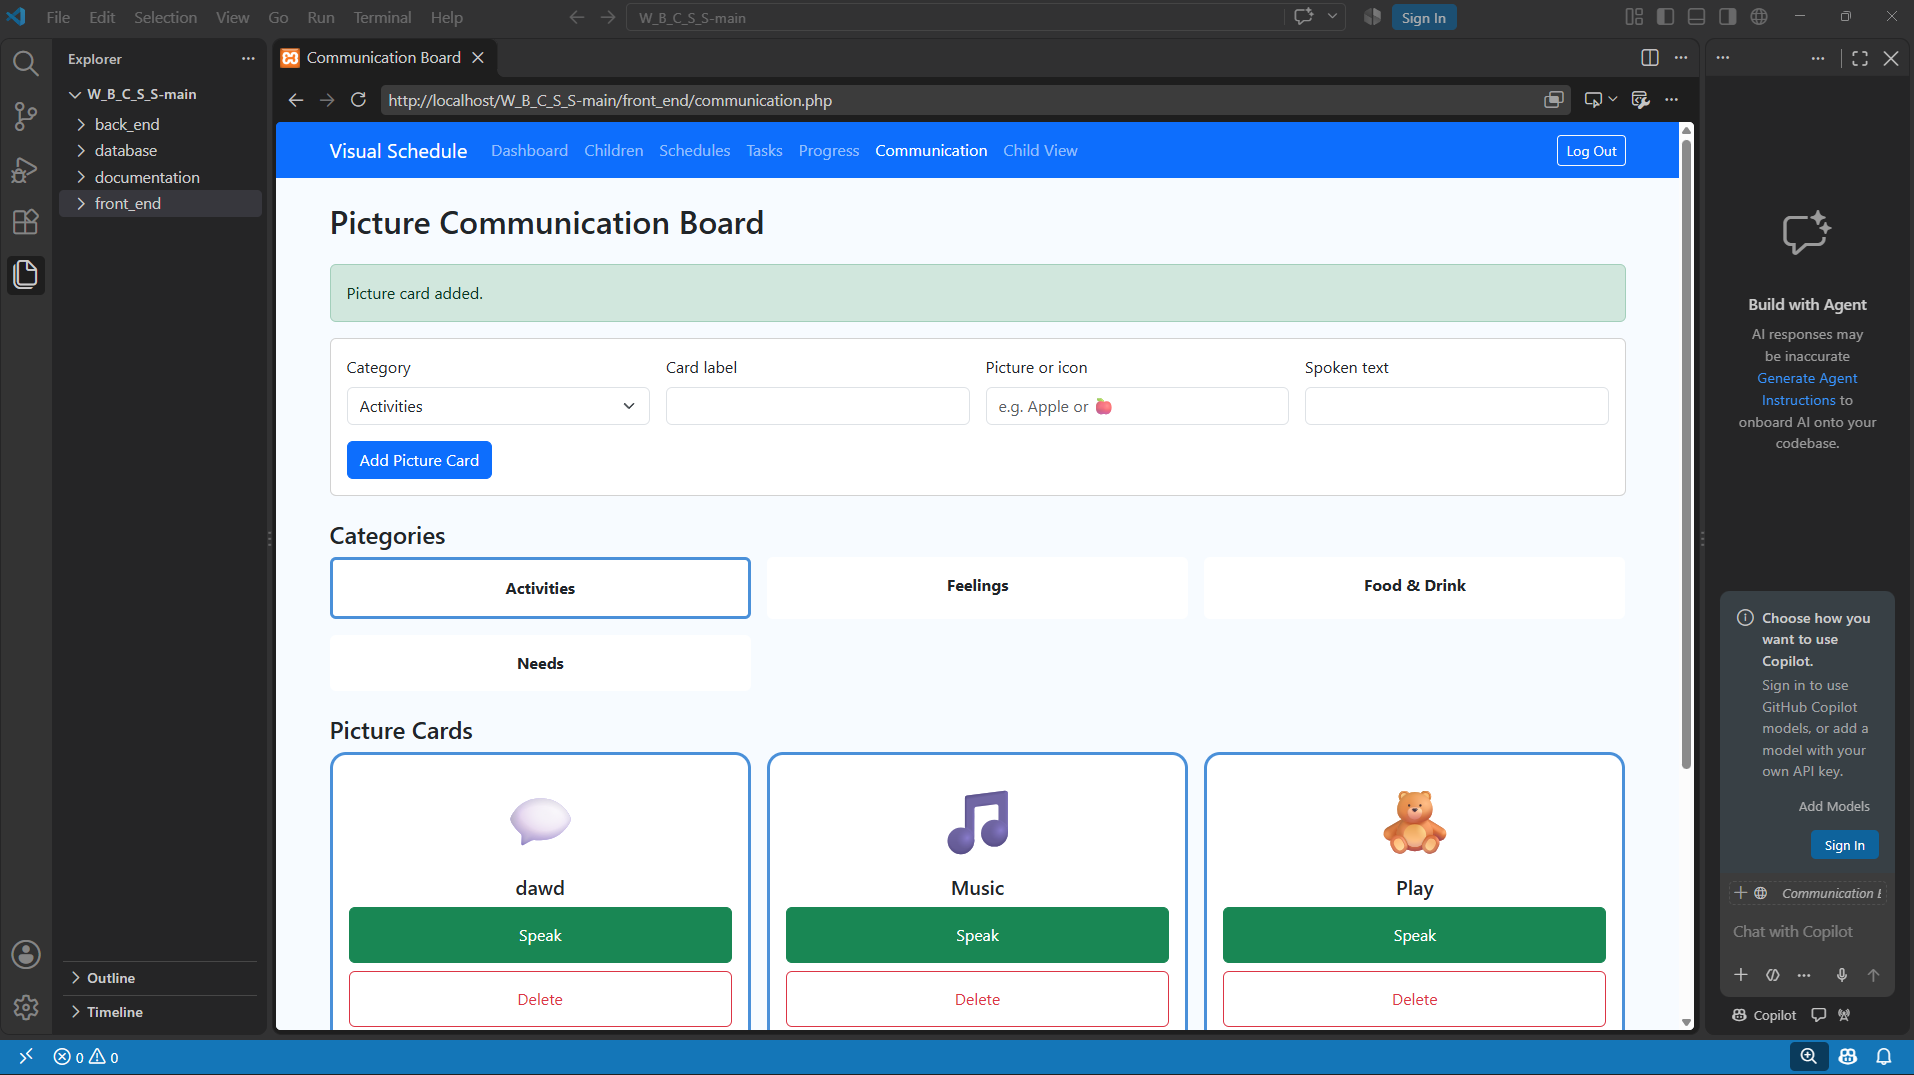 File Edit Selection View Go Run Terminal Help
W_B_C_S_S-main
Sign In
Explorer
W_B_C_S_S-main
back_end
database
documentation
front_end
Outline
Timeline
Communication Board
http://localhost/W_B_C_S_S-main/front_end/communication.php
Visual Schedule Dashboard Children Schedules Tasks Progress Communication Child View Log Out
Picture Communication Board
Picture card added.
Category Card label Picture or icon Spoken text
Activities e.g. Apple or 🍎
Add Picture Card
Categories
Activities Feelings Food & Drink
Needs
Picture Cards
dawd Music Play
Speak Speak Speak
Delete Delete Delete
Build with Agent
AI responses may
be inaccurate
Generate Agent
Instructions to
onboard AI onto your
codebase.
Choose how you
want to use
Copilot.
Sign in to use
GitHub Copilot
models, or add a
model with your
own API key.
Add Models
Sign In
Communication
Chat with Copilot
Copilot
0 0